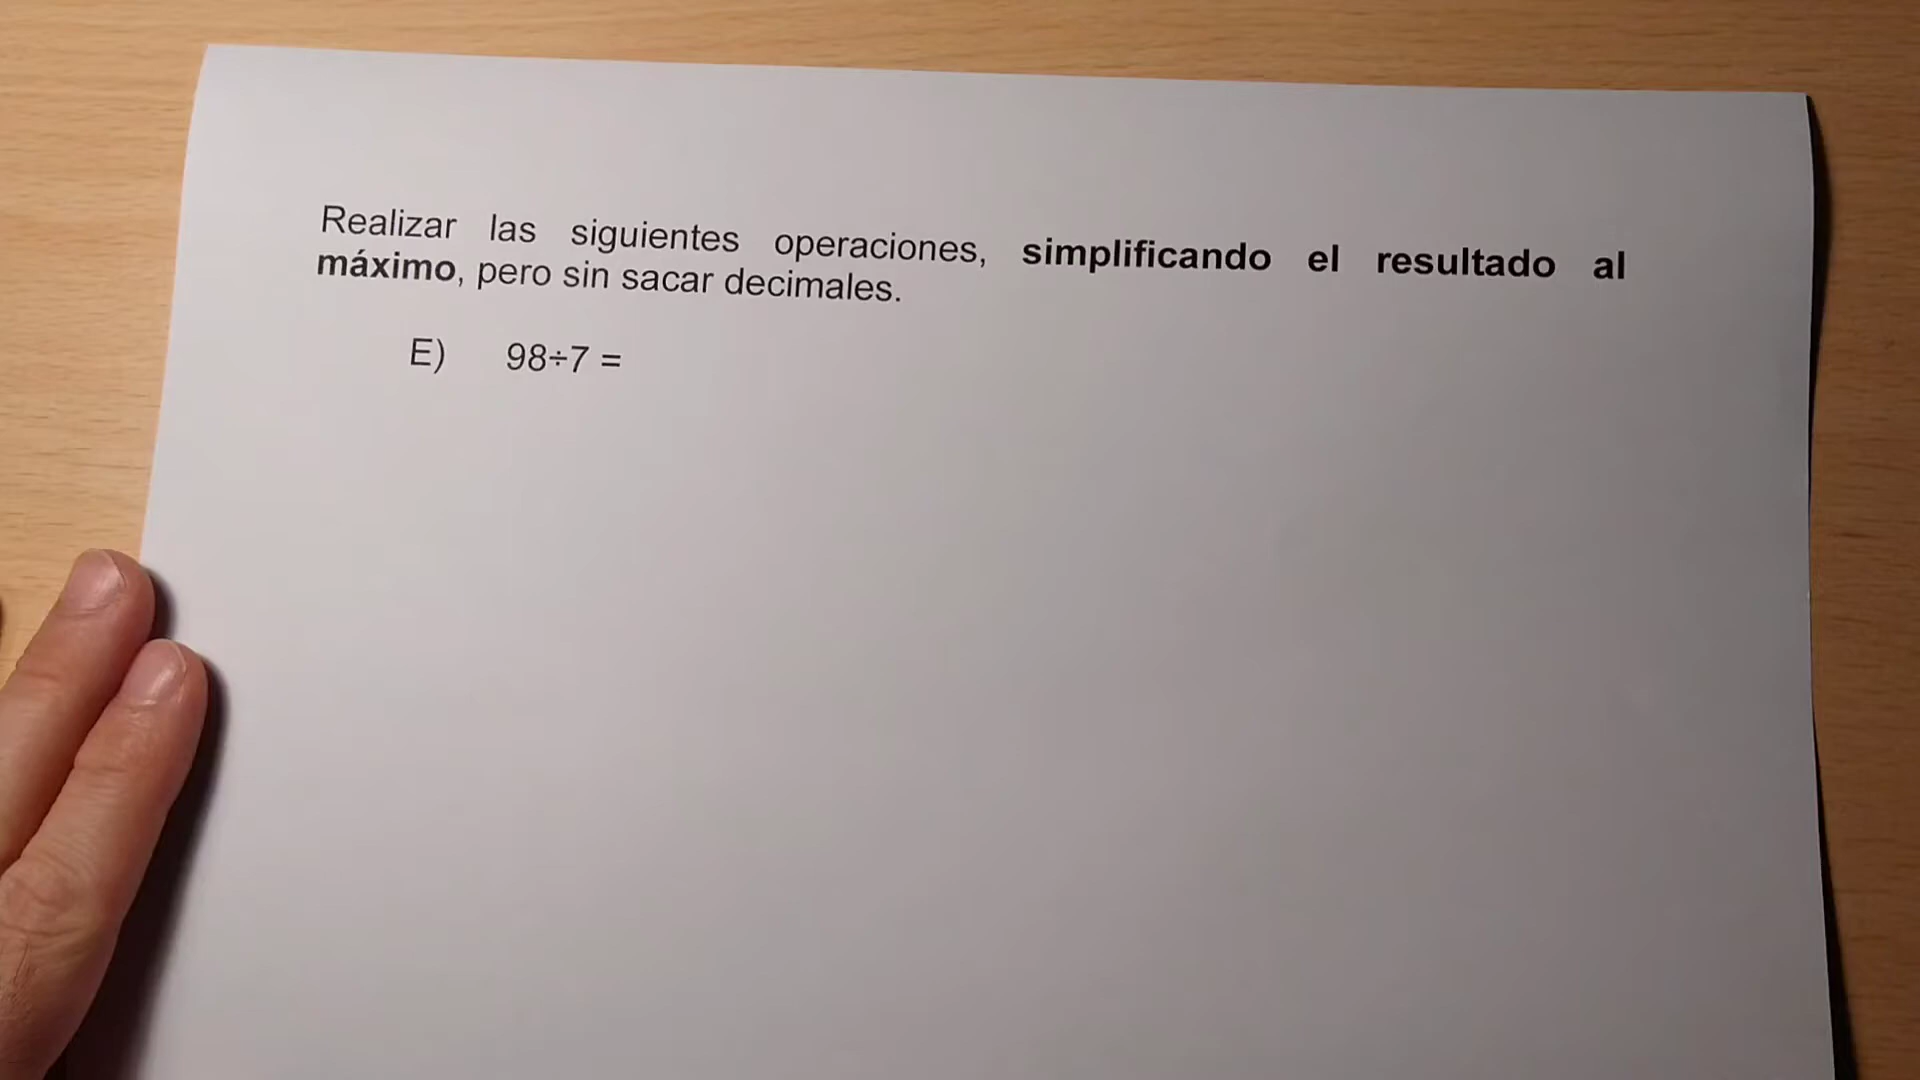 Realizar las siguientes operaciones, simplificando el resultado al
máximo, pero sin sacar decimales.
E) 98÷7 =